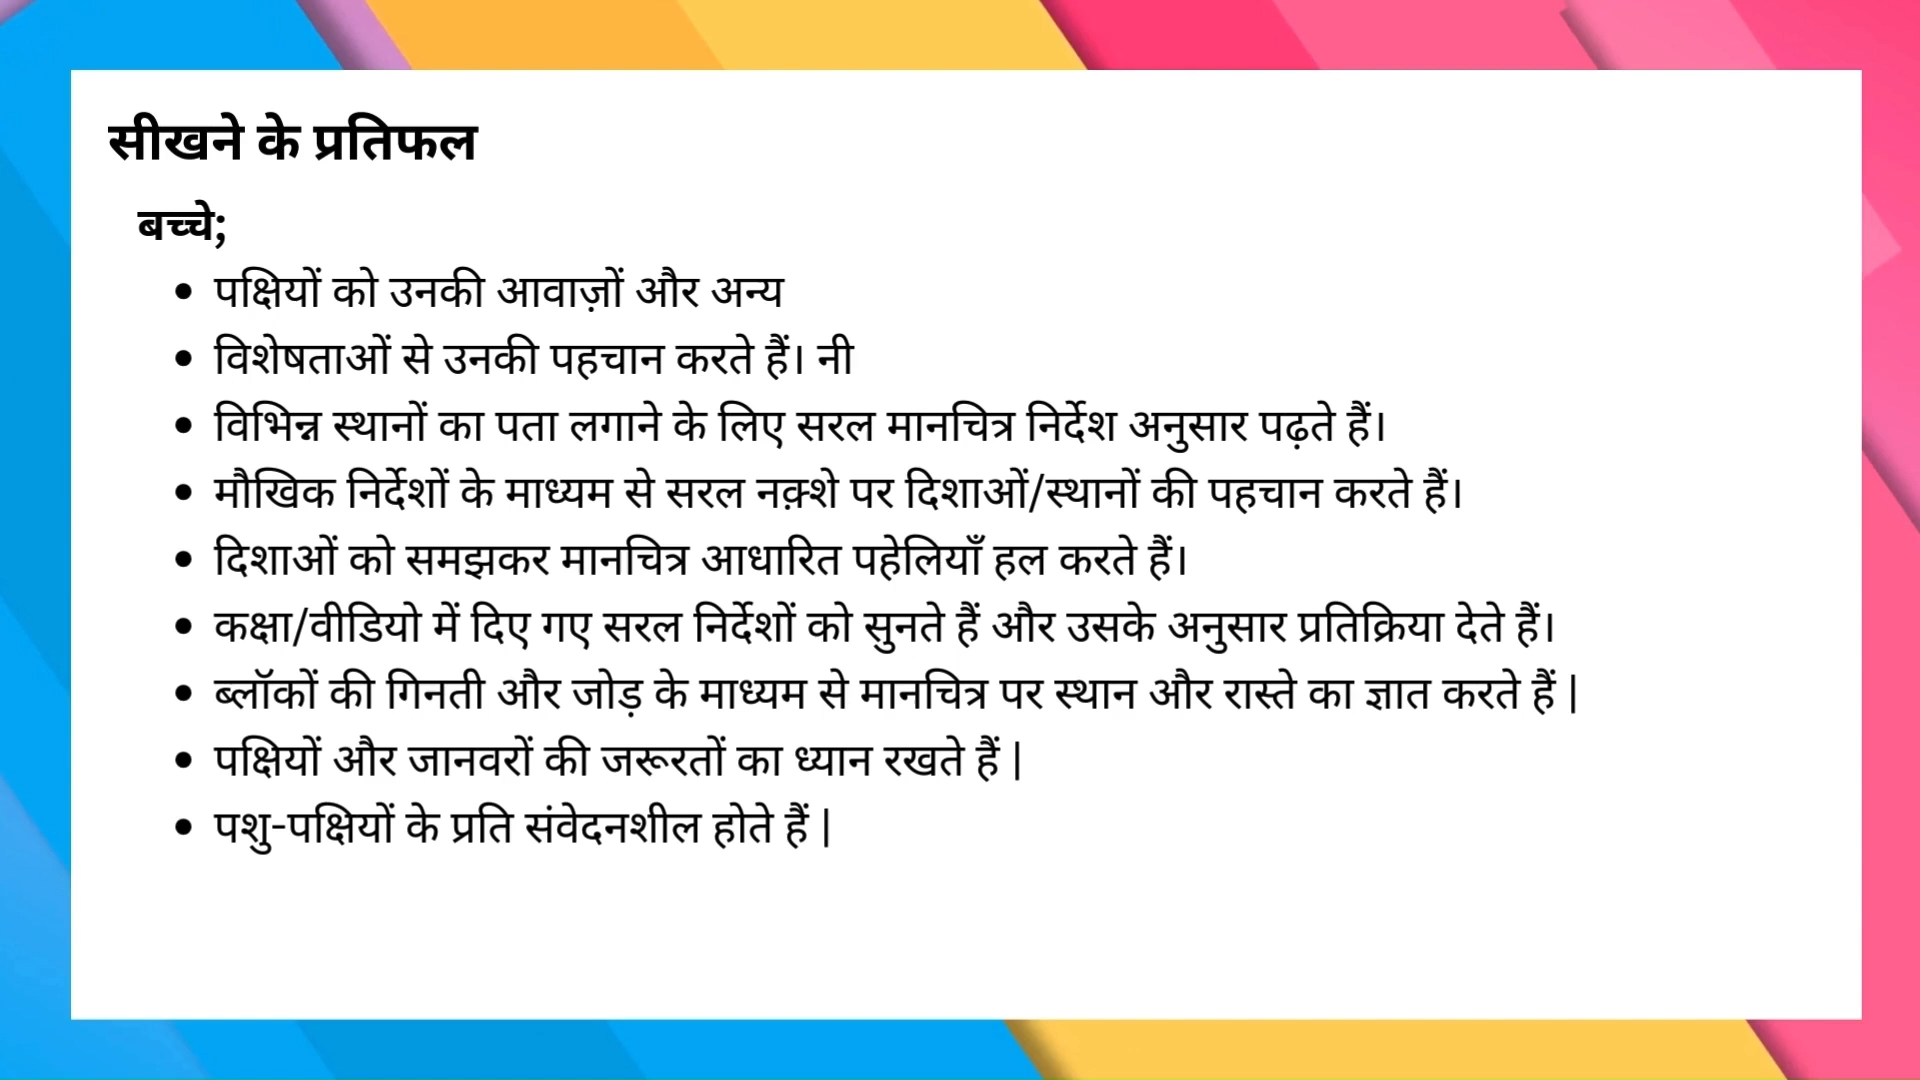 सीखने के प्रतिफल
बच्चे;
• पक्षियों को उनकी आवाज़ों और अन्य
• विशेषताओं से उनकी पहचान करते हैं। नी
• विभिन्न स्थानों का पता लगाने के लिए सरल मानचित्र निर्देश अनुसार पढ़ते हैं।
• मौखिक निर्देशों के माध्यम से सरल नक़्शे पर दिशाओं/स्थानों की पहचान करते हैं।
• दिशाओं को समझकर मानचित्र आधारित पहेलियाँ हल करते हैं।
• कक्षा/वीडियो में दिए गए सरल निर्देशों को सुनते हैं और उसके अनुसार प्रतिक्रिया देते हैं।
• ब्लॉकों की गिनती और जोड़ के माध्यम से मानचित्र पर स्थान और रास्ते का ज्ञात करते हैं |
• पक्षियों और जानवरों की जरूरतों का ध्यान रखते हैं |
• पशु-पक्षियों के प्रति संवेदनशील होते हैं |